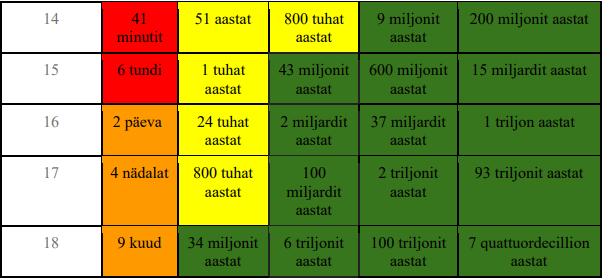 14 41 minutit 51 aastat 800 tuhat aastat 9 miljonit aastat 200 miljonit aastat
15 6 tundi 1 tuhat aastat 43 miljonit aastat 600 miljonit aastat 15 miljardit aastat
16 2 päeva 24 tuhat aastat 2 miljardit aastat 37 miljardit aastat 1 triljon aastat
17 4 nädalat 800 tuhat aastat 100 miljardit aastat 2 triljonit aastat 93 triljonit aastat
18 9 kuud 34 miljonit aastat 6 triljonit aastat 100 triljonit aastat 7 quattuordecillion aastat